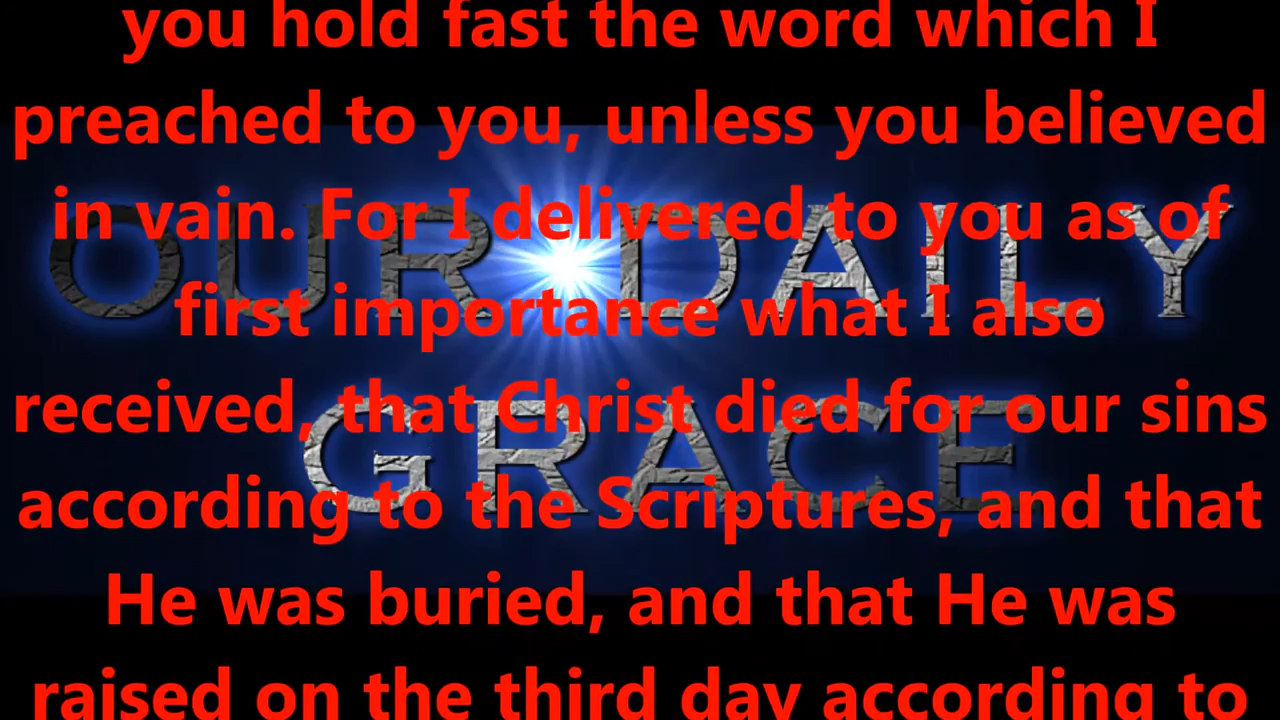 you hold fast the word which I
preached to you, unless you believed
in vain. For I delivered to you as of
first importance what I also
received, that Christ died for our sins
according to the Scriptures, and that
He was buried, and that He was
raised on the third day according to
OUR DAILY
GRACE